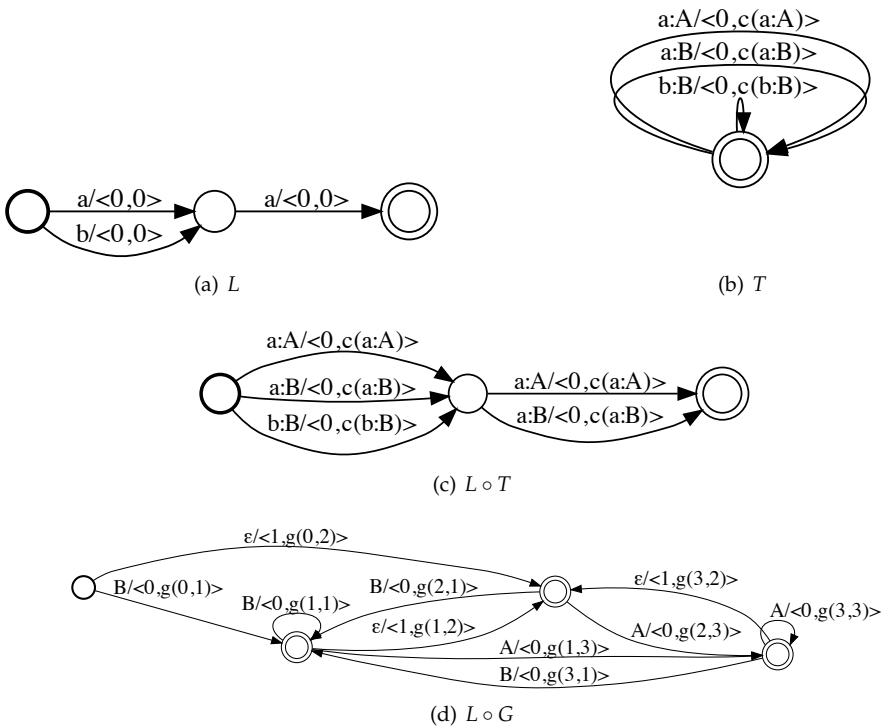 a:A/<0,c(a:A)>
a:B/<0,c(a:B)>
b:B/<0,c(b:B)>
a/<0,0>
a/<0,0>
b/<0,0>
(a) L
(b) T
a:A/<0,c(a:A)>
a:B/<0,c(a:B)>
b:B/<0,c(b:B)>
a:A/<0,c(a:A)>
a:B/<0,c(a:B)>
(c) L ∘ T
ε/<1,g(0,2)>
B/<0,g(0,1)>
B/<0,g(1,1)>
B/<0,g(2,1)>
ε/<1,g(1,2)>
ε/<1,g(3,2)>
A/<0,g(3,3)>
A/<0,g(2,3)>
A/<0,g(1,3)>
B/<0,g(3,1)>
(d) L ∘ G